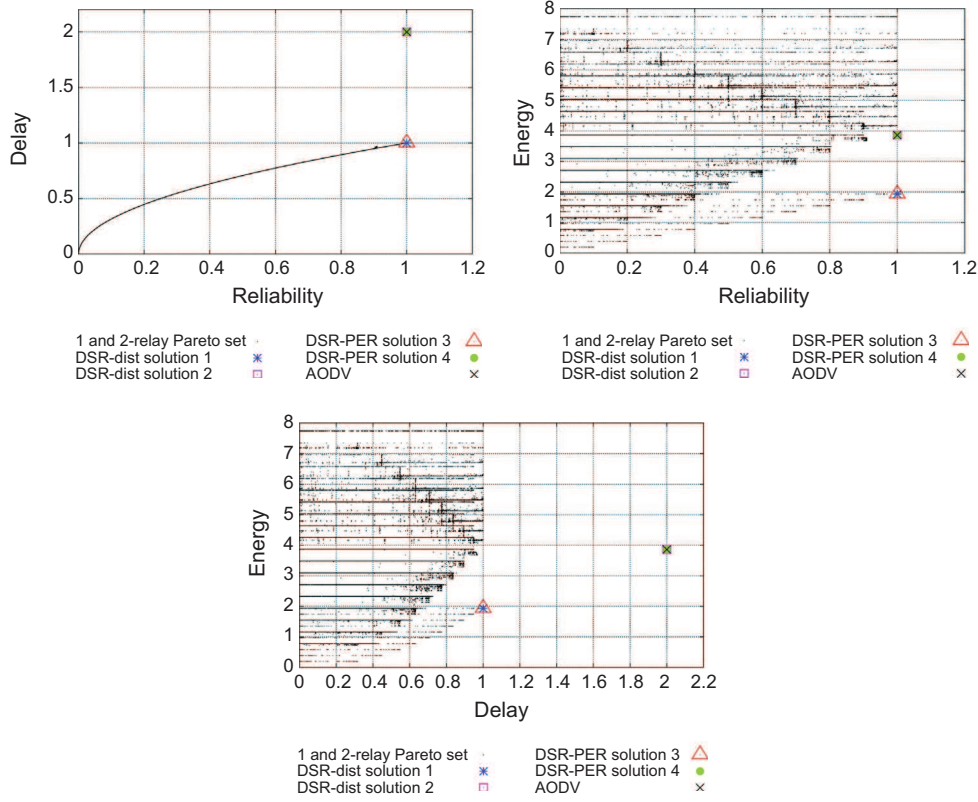 2
1.5
1
0.5
0
Delay
0 0.2 0.4 0.6 0.8 1 1.2
Reliability
1 and 2-relay Pareto set
DSR-dist solution 1
DSR-dist solution 2
DSR-PER solution 3
DSR-PER solution 4
AODV
8
7
6
5
4
3
2
1
0
Energy
0 0.2 0.4 0.6 0.8 1 1.2
Reliability
1 and 2-relay Pareto set
DSR-dist solution 1
DSR-dist solution 2
DSR-PER solution 3
DSR-PER solution 4
AODV
8
7
6
5
4
3
2
1
0
Energy
0 0.2 0.4 0.6 0.8 1 1.2 1.4 1.6 1.8 2 2.2
Delay
1 and 2-relay Pareto set
DSR-dist solution 1
DSR-dist solution 2
DSR-PER solution 3
DSR-PER solution 4
AODV